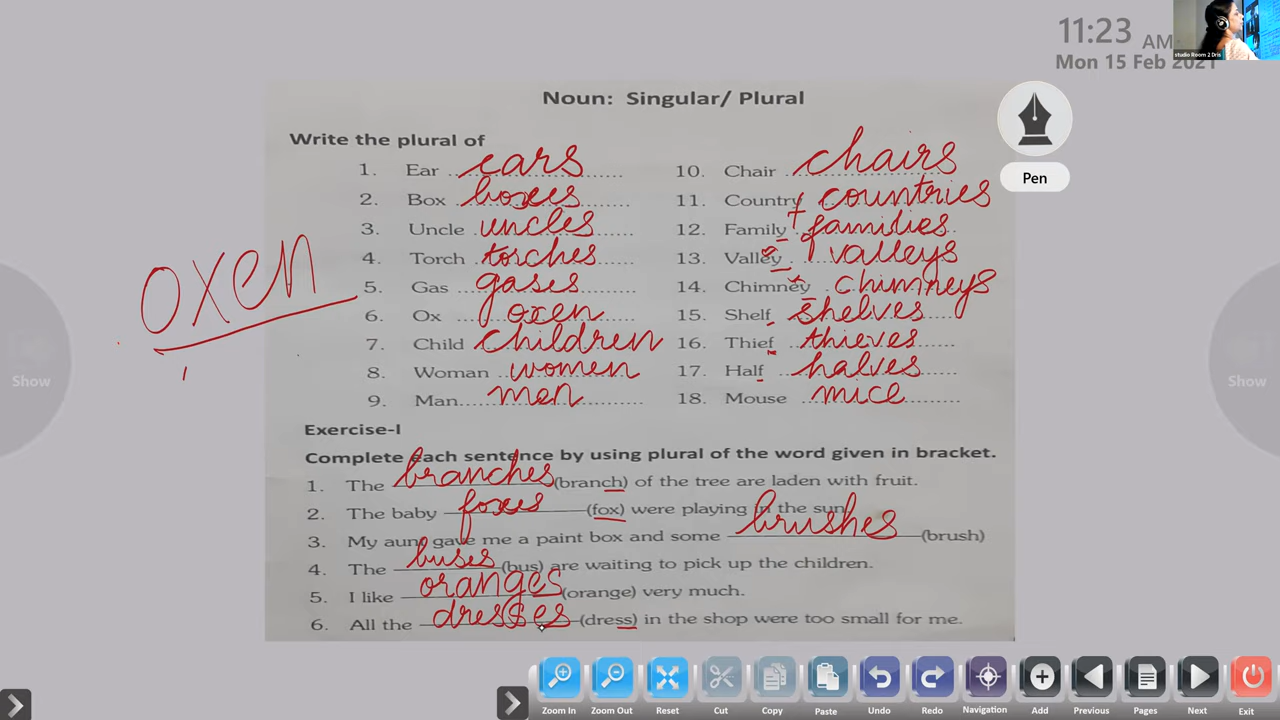 11:23 AM
Mon 15 Feb 2021
studio Room 2 Dris
Noun: Singular/ Plural
Pen
Write the plural of
1. Ear ears
2. Box boxes
3. Uncle uncles
4. Torch torches
5. Gas gases
6. Ox oxen
7. Child children
8. Woman women
9. Man men
10. Chair chairs
11. Country countries
12. Family families
13. Valley valleys
14. Chimney chimneys
15. Shelf shelves
16. Thief thieves
17. Half halves
18. Mouse mice
oxen
Show
Show
Exercise-I
Complete each sentence by using plural of the word given in bracket.
1. The branches (branch) of the tree are laden with fruit.
2. The baby foxes (fox) were playing in the sun.
3. My aunt gave me a paint box and some brushes (brush)
4. The buses (bus) are waiting to pick up the children.
5. I like oranges (orange) very much.
6. All the dresses (dress) in the shop were too small for me.
Zoom In Zoom Out Reset Cut Copy Paste Undo Redo Navigation Add Previous Pages Next Exit